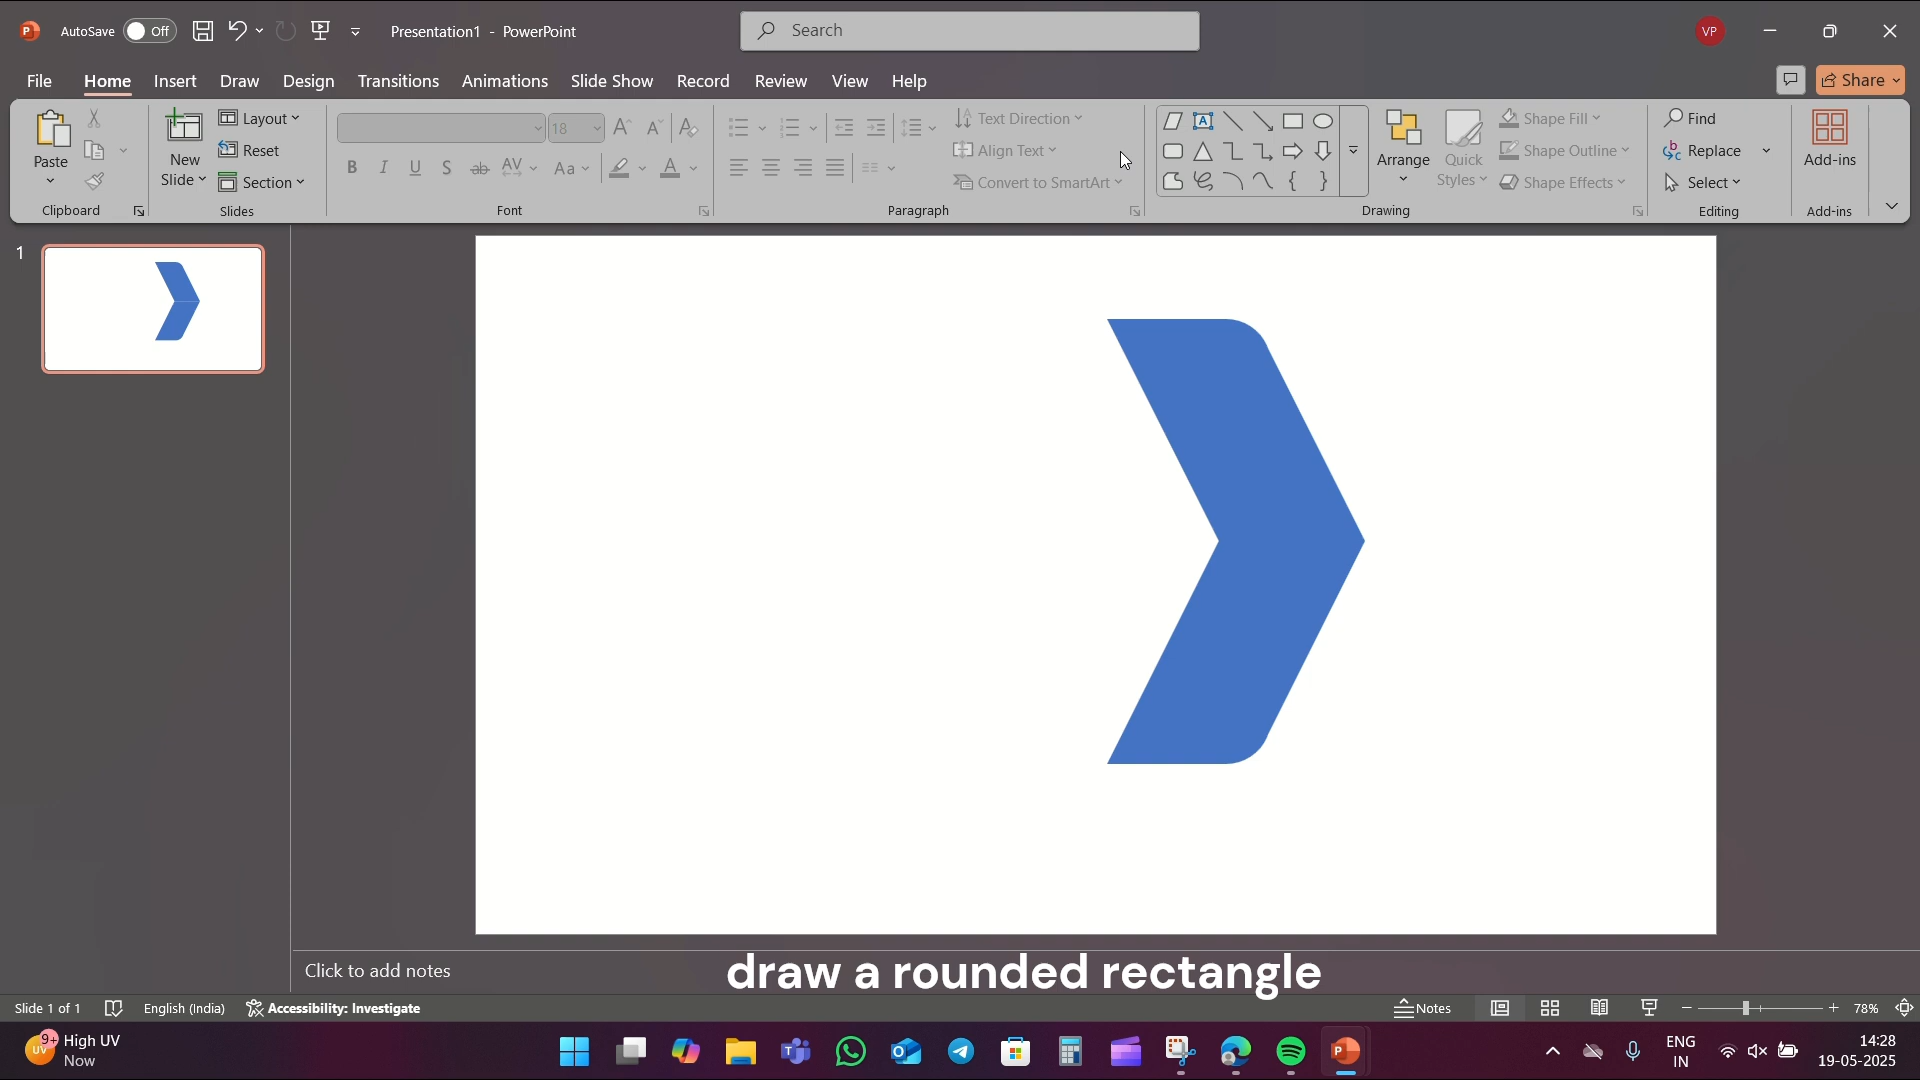 AutoSave Off Presentation1 - PowerPoint Search VP
File Home Insert Draw Design Transitions Animations Slide Show Record Review View Help Share
Paste
Clipboard
New Slide
Layout
Reset
Section
Slides
18
B I U S ab AV Aa A
Font
Text Direction
Align Text
Convert to SmartArt
Paragraph
Arrange
Quick Styles
Shape Fill
Shape Outline
Shape Effects
Drawing
Find
Replace
Select
Editing
Add-ins
Add-ins
1
Click to add notes
draw a rounded rectangle
Slide 1 of 1 English (India) Accessibility: Investigate Notes 78%
9+ UV High UV
Now
ENG
IN
14:28
19-05-2025